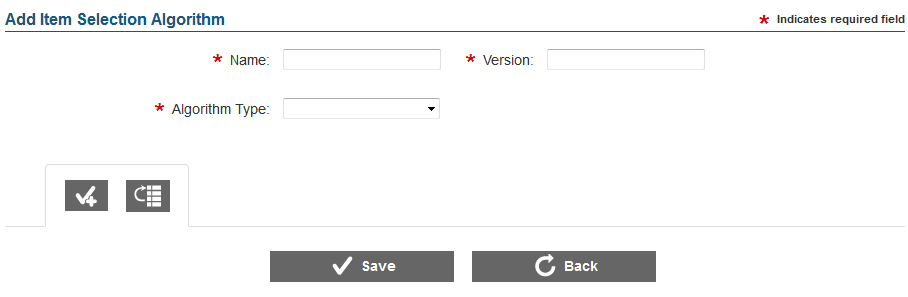 Add Item Selection Algorithm
* Indicates required field
* Name:
* Version:
* Algorithm Type:
Save
Back